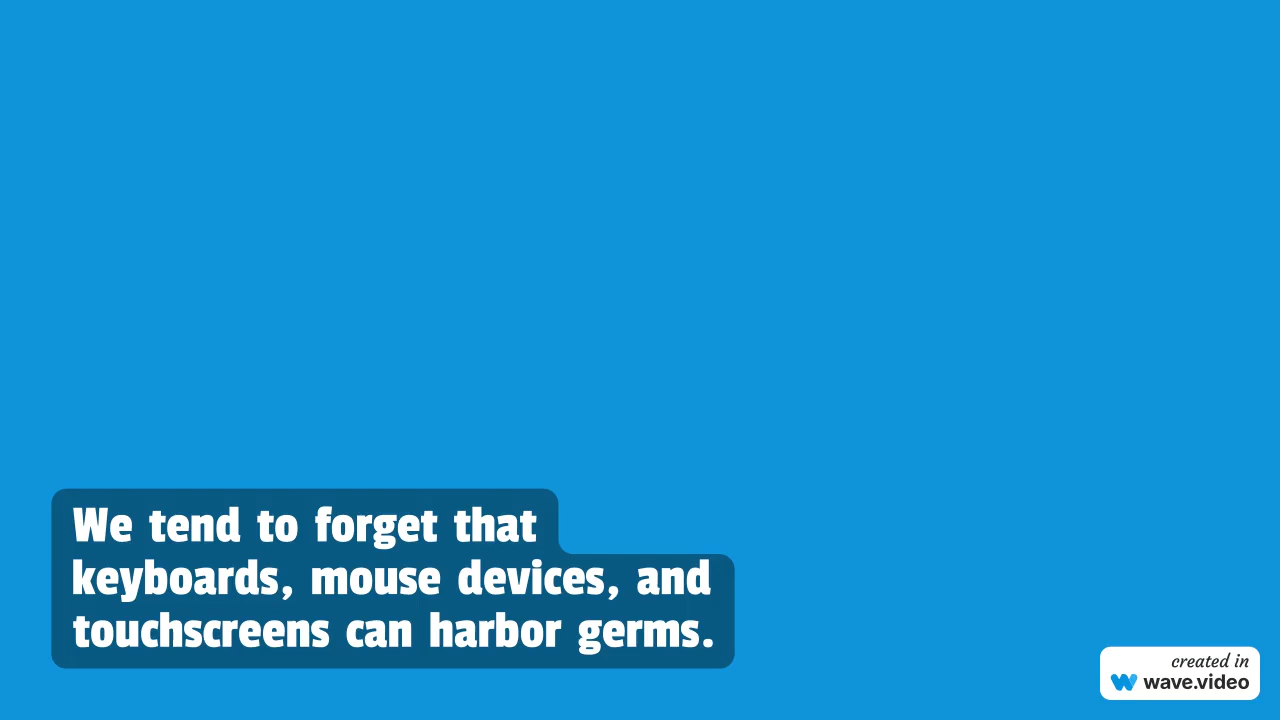 We tend to forget that
keyboards, mouse devices, and
touchscreens can harbor germs.
created in
wave.video